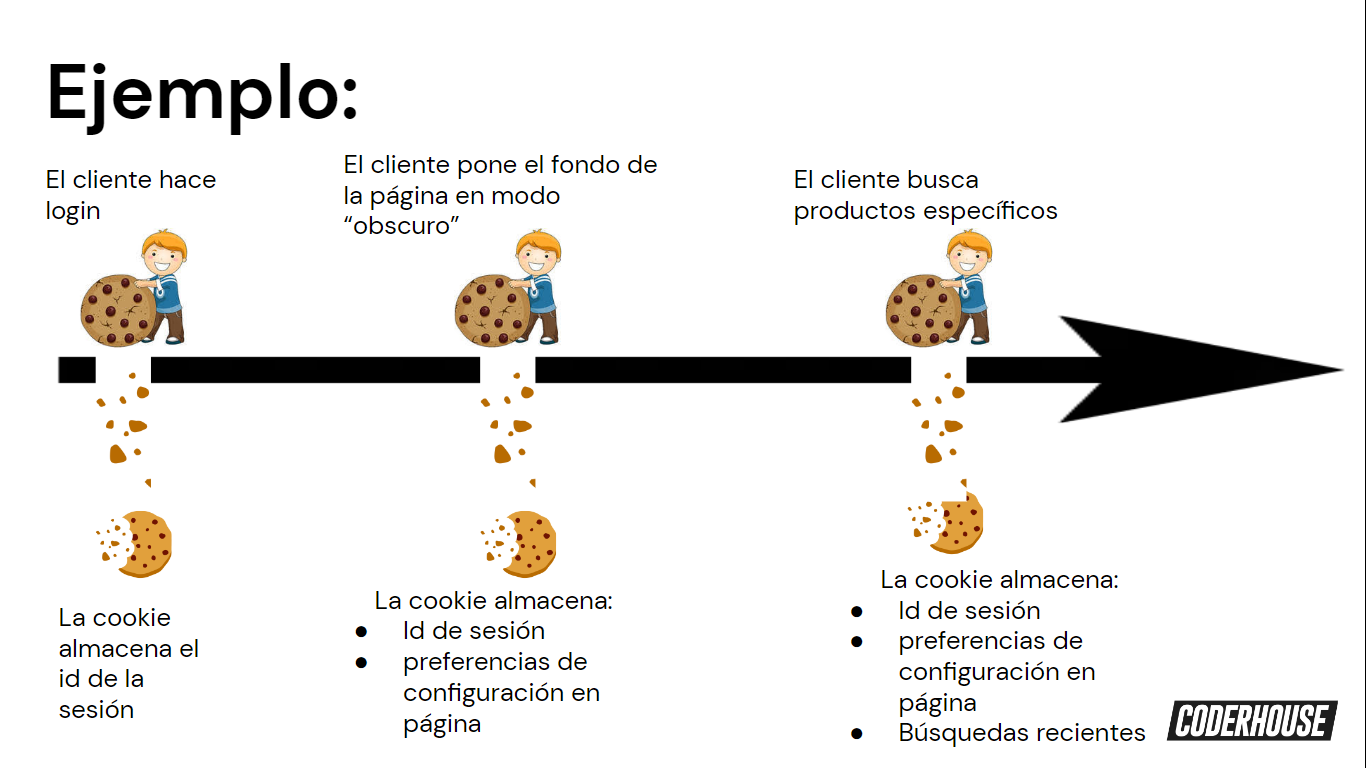 Ejemplo:
El cliente hace
login
El cliente pone el fondo de
la página en modo
“obscuro”
El cliente busca
productos específicos
La cookie
almacena el
id de la
sesión
La cookie almacena:
● Id de sesión
● preferencias de
configuración en
página
La cookie almacena:
● Id de sesión
● preferencias de
configuración en
página
● Búsquedas recientes
CODERHOUSE